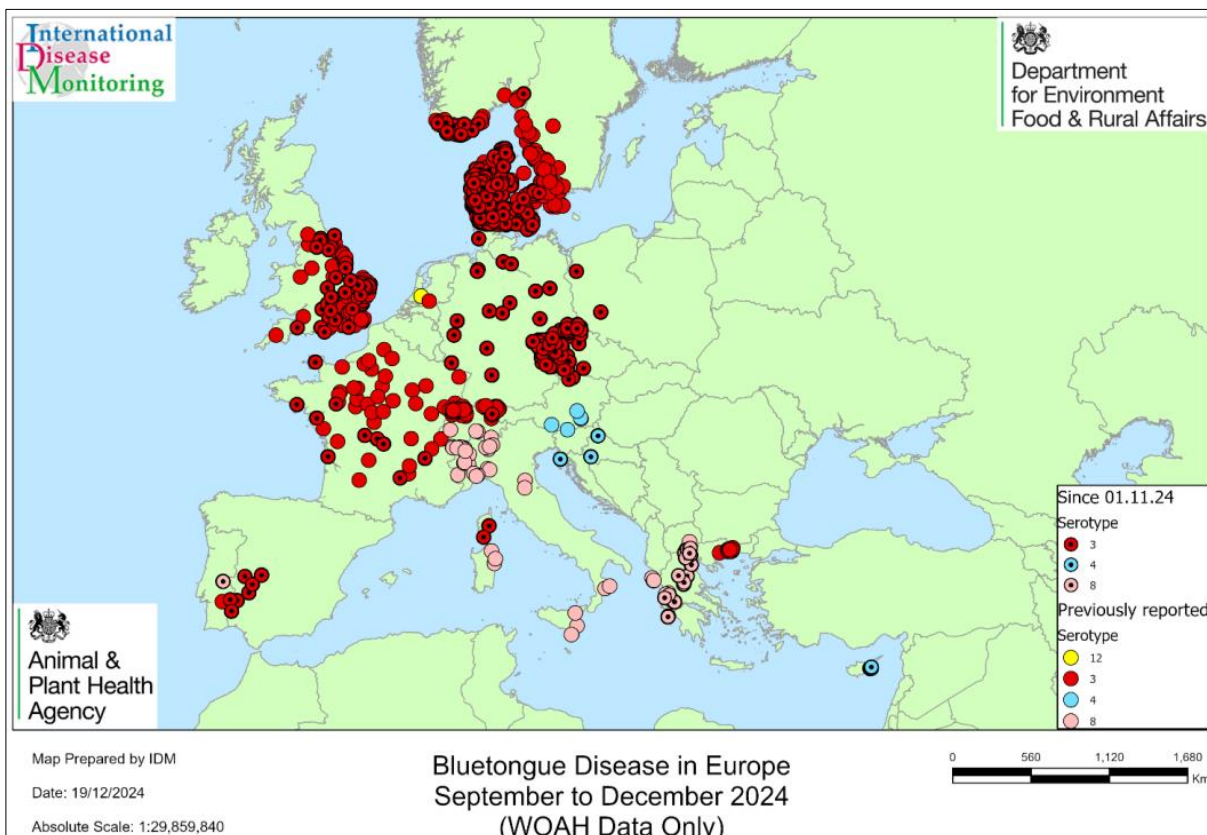 International
Disease
Monitoring
Department
for Environment
Food & Rural Affairs
Since 01.11.24
Serotype
3
4
8
Previously reported
Serotype
12
3
4
8
Animal &
Plant Health
Agency
Map Prepared by IDM
Date: 19/12/2024
Absolute Scale: 1:29,859,840
Bluetongue Disease in Europe
September to December 2024
(WOAH Data Only)
0 560 1,120 1,680
Km